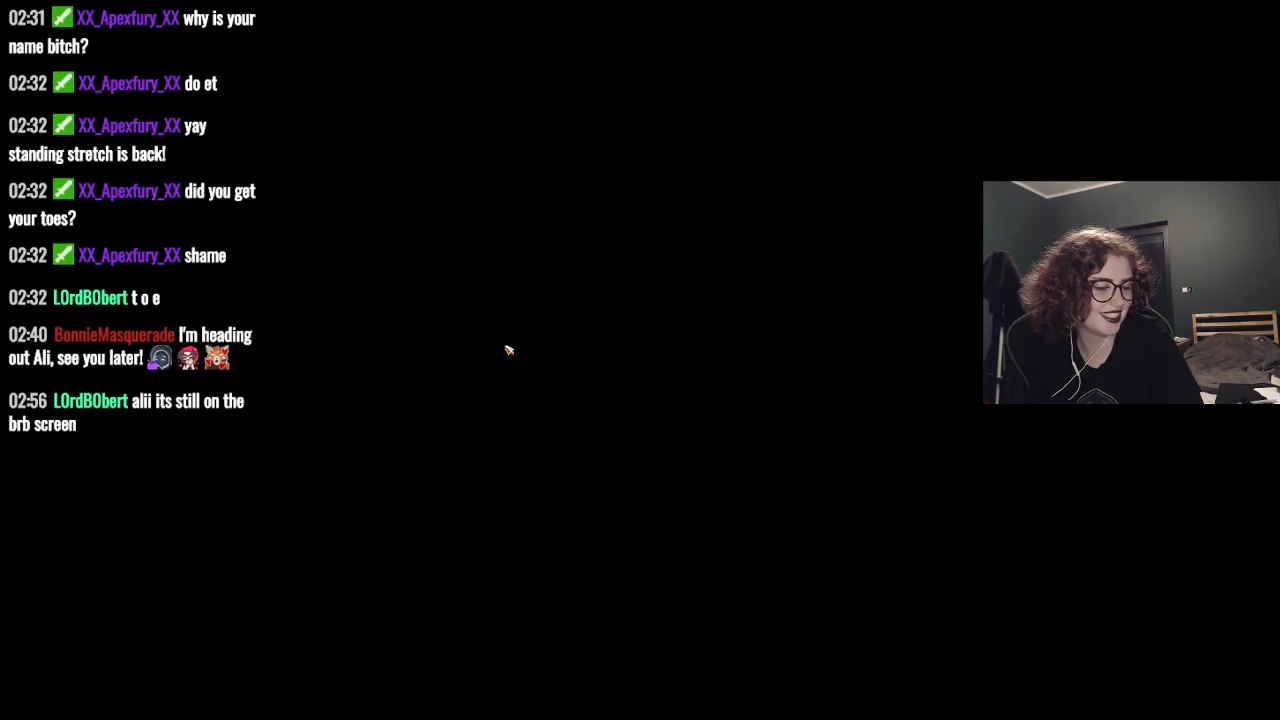 02:31 XX_Apexfury_XX why is your
name bitch?
02:32 XX_Apexfury_XX do et
02:32 XX_Apexfury_XX yay
standing stretch is back!
02:32 XX_Apexfury_XX did you get
your toes?
02:32 XX_Apexfury_XX shame
02:32 L0rdB0bert t o e
02:40 BonnieMasquerade I'm heading
out Ali, see you later!
02:56 L0rdB0bert alii its still on the
brb screen